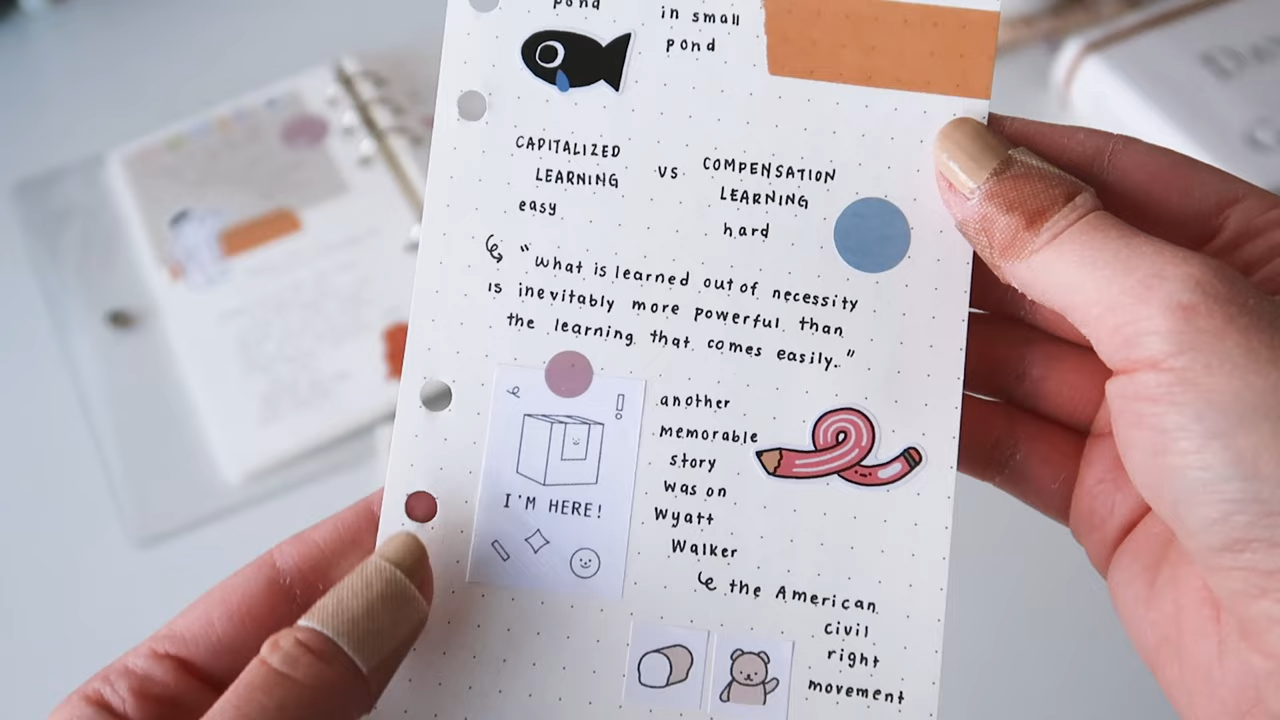 pond
in small
pond
CAPITALIZED
LEARNING
easy
vs
COMPENSATION
LEARNING
hard
"what is learned out of necessity
is inevitably more powerful than
the learning that comes easily."
I'M HERE!
another
memorable
story
was on
Wyatt
Walker
the American
civil
right
movement